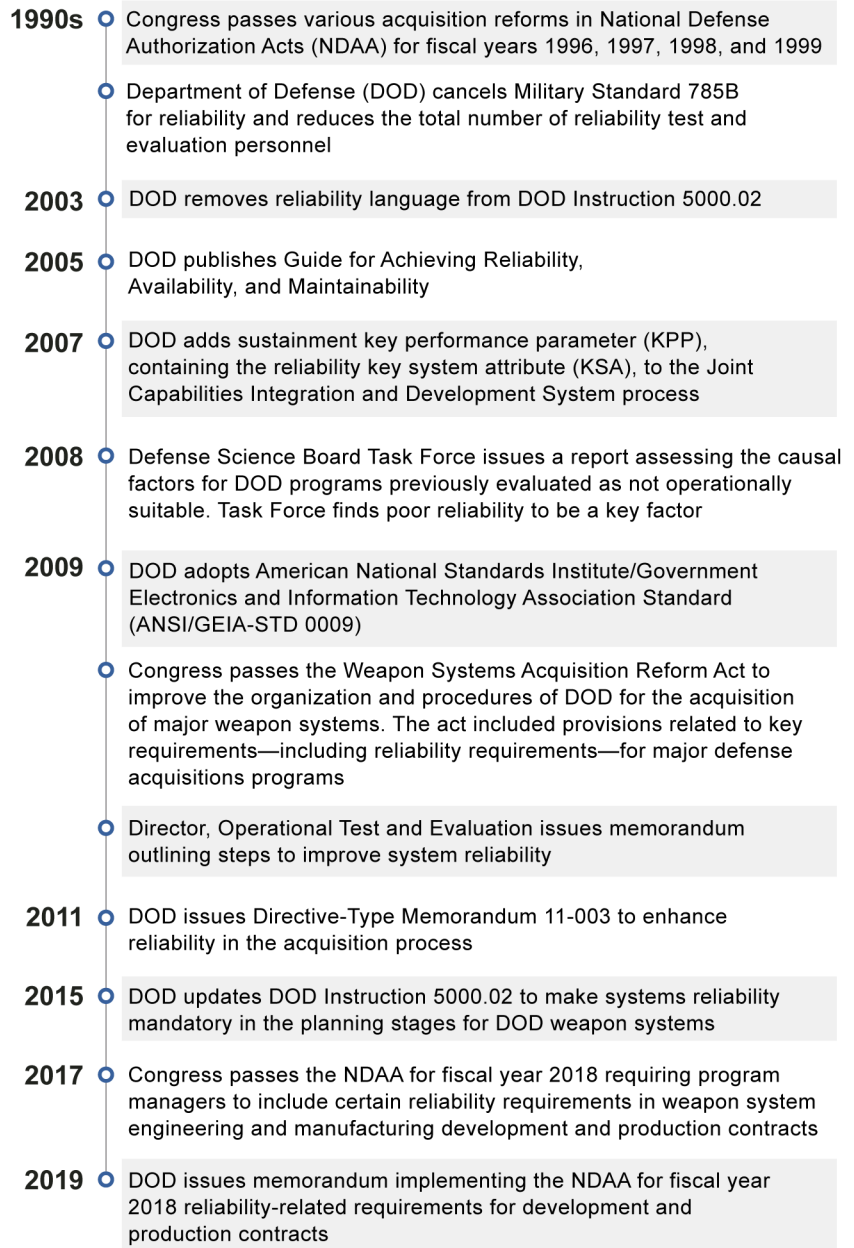 1990s
Congress passes various acquisition reforms in National Defense
Authorization Acts (NDAA) for fiscal years 1996, 1997, 1998, and 1999
Department of Defense (DOD) cancels Military Standard 785B
for reliability and reduces the total number of reliability test and
evaluation personnel
2003
DOD removes reliability language from DOD Instruction 5000.02
2005
DOD publishes Guide for Achieving Reliability,
Availability, and Maintainability
2007
DOD adds sustainment key performance parameter (KPP),
containing the reliability key system attribute (KSA), to the Joint
Capabilities Integration and Development System process
2008
Defense Science Board Task Force issues a report assessing the causal
factors for DOD programs previously evaluated as not operationally
suitable. Task Force finds poor reliability to be a key factor
2009
DOD adopts American National Standards Institute/Government
Electronics and Information Technology Association Standard
(ANSI/GEIA-STD 0009)
Congress passes the Weapon Systems Acquisition Reform Act to
improve the organization and procedures of DOD for the acquisition
of major weapon systems. The act included provisions related to key
requirements—including reliability requirements—for major defense
acquisitions programs
Director, Operational Test and Evaluation issues memorandum
outlining steps to improve system reliability
2011
DOD issues Directive-Type Memorandum 11-003 to enhance
reliability in the acquisition process
2015
DOD updates DOD Instruction 5000.02 to make systems reliability
mandatory in the planning stages for DOD weapon systems
2017
Congress passes the NDAA for fiscal year 2018 requiring program
managers to include certain reliability requirements in weapon system
engineering and manufacturing development and production contracts
2019
DOD issues memorandum implementing the NDAA for fiscal year
2018 reliability-related requirements for development and
production contracts